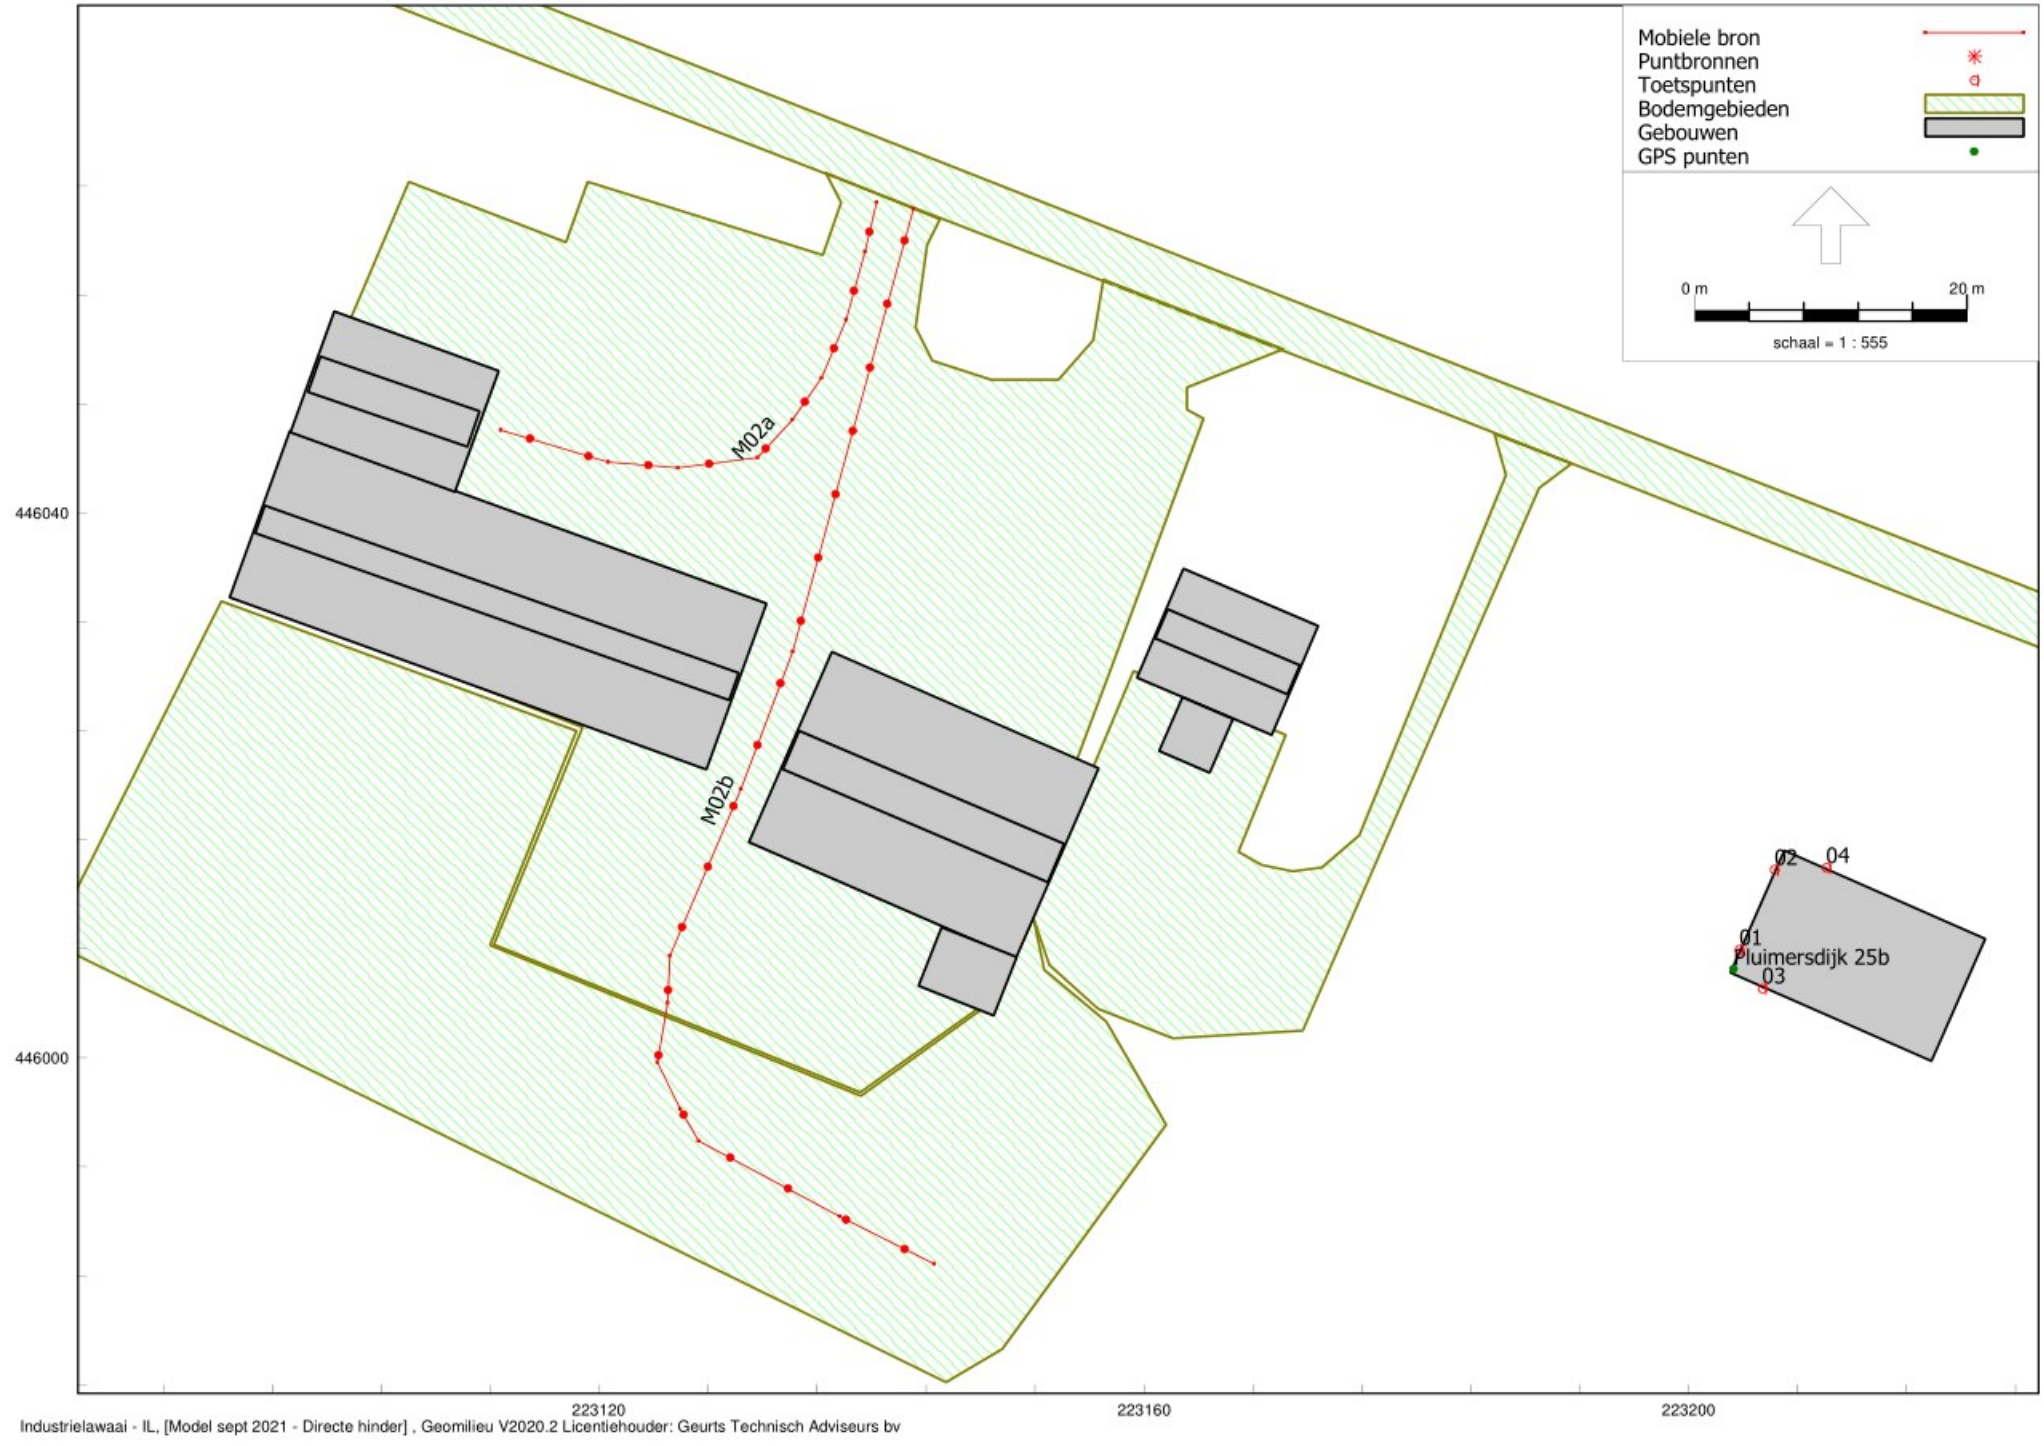 Mobiele bron
Puntbronnen
Toetspunten
Bodemgebieden
Gebouwen
GPS punten
0 m 20 m
schaal = 1 : 555
M02a
446040
M02b
02 04
01
Pluimersdijk 25b
03
446000
223120 223160 223200
Industrielawaai - IL, [Model sept 2021 - Directe hinder] , Geomilieu V2020.2 Licentiehouder: Geurts Technisch Adviseurs bv